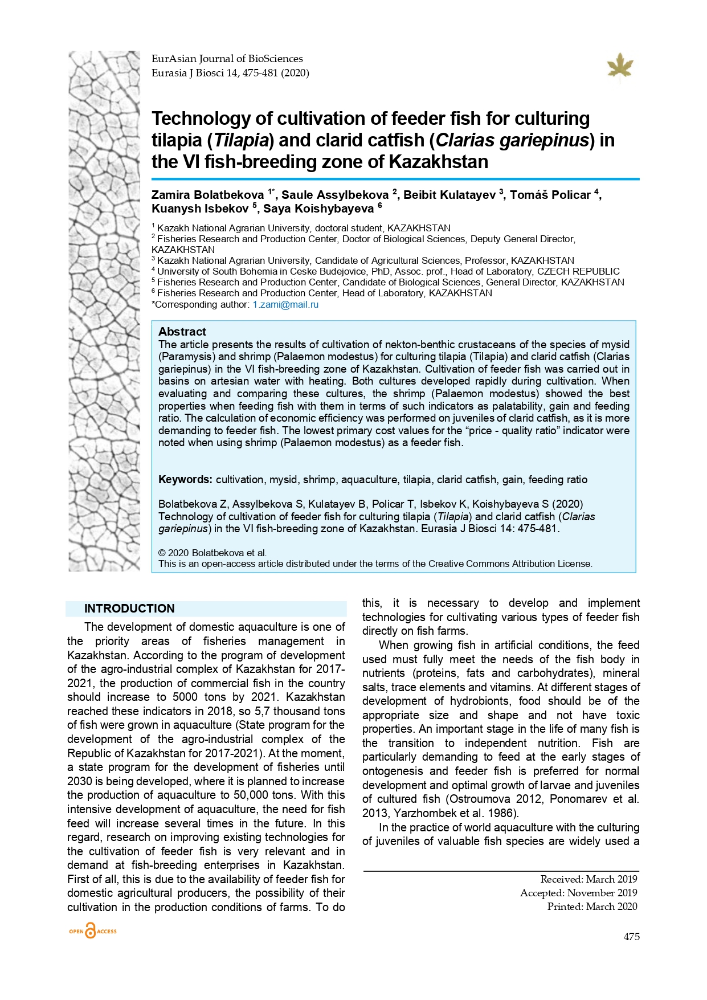 EurAsian Journal of BioSciences
Eurasia J Biosci 14, 475-481 (2020)
Technology of cultivation of feeder fish for culturing
tilapia (Tilapia) and clarid catfish (Clarias gariepinus) in
the VI fish-breeding zone of Kazakhstan
Zamira Bolatbekova 1*, Saule Assylbekova 2, Beibit Kulatayev 3, Tomáš Policar 4,
Kuanysh Isbekov 5, Saya Koishybayeva 6
1 Kazakh National Agrarian University, doctoral student, KAZAKHSTAN
2 Fisheries Research and Production Center, Doctor of Biological Sciences, Deputy General Director,
KAZAKHSTAN
3 Kazakh National Agrarian University, Candidate of Agricultural Sciences, Professor, KAZAKHSTAN
4 University of South Bohemia in Ceske Budejovice, PhD, Assoc. prof., Head of Laboratory, CZECH REPUBLIC
5 Fisheries Research and Production Center, Candidate of Biological Sciences, General Director, KAZAKHSTAN
6 Fisheries Research and Production Center, Head of Laboratory, KAZAKHSTAN
*Corresponding author: 1.zami@mail.ru
Abstract
The article presents the results of cultivation of nekton-benthic crustaceans of the species of mysid
(Paramysis) and shrimp (Palaemon modestus) for culturing tilapia (Tilapia) and clarid catfish (Clarias
gariepinus) in the VI fish-breeding zone of Kazakhstan. Cultivation of feeder fish was carried out in
basins on artesian water with heating. Both cultures developed rapidly during cultivation. When
evaluating and comparing these cultures, the shrimp (Palaemon modestus) showed the best
properties when feeding fish with them in terms of such indicators as palatability, gain and feeding
ratio. The calculation of economic efficiency was performed on juveniles of clarid catfish, as it is more
demanding to feeder fish. The lowest primary cost values for the “price - quality ratio” indicator were
noted when using shrimp (Palaemon modestus) as a feeder fish.
Keywords: cultivation, mysid, shrimp, aquaculture, tilapia, clarid catfish, gain, feeding ratio
Bolatbekova Z, Assylbekova S, Kulatayev B, Policar T, Isbekov K, Koishybayeva S (2020)
Technology of cultivation of feeder fish for culturing tilapia (Tilapia) and clarid catfish (Clarias
gariepinus) in the VI fish-breeding zone of Kazakhstan. Eurasia J Biosci 14: 475-481.
© 2020 Bolatbekova et al.
This is an open-access article distributed under the terms of the Creative Commons Attribution License.
INTRODUCTION
The development of domestic aquaculture is one of
the priority areas of fisheries management in
Kazakhstan. According to the program of development
of the agro-industrial complex of Kazakhstan for 2017-
2021, the production of commercial fish in the country
should increase to 5000 tons by 2021. Kazakhstan
reached these indicators in 2018, so 5,7 thousand tons
of fish were grown in aquaculture (State program for the
development of the agro-industrial complex of the
Republic of Kazakhstan for 2017-2021). At the moment,
a state program for the development of fisheries until
2030 is being developed, where it is planned to increase
the production of aquaculture to 50,000 tons. With this
intensive development of aquaculture, the need for fish
feed will increase several times in the future. In this
regard, research on improving existing technologies for
the cultivation of feeder fish is very relevant and in
demand at fish-breeding enterprises in Kazakhstan.
First of all, this is due to the availability of feeder fish for
domestic agricultural producers, the possibility of their
cultivation in the production conditions of farms. To do
this, it is necessary to develop and implement
technologies for cultivating various types of feeder fish
directly on fish farms.
When growing fish in artificial conditions, the feed
used must fully meet the needs of the fish body in
nutrients (proteins, fats and carbohydrates), mineral
salts, trace elements and vitamins. At different stages of
development of hydrobionts, food should be of the
appropriate size and shape and not have toxic
properties. An important stage in the life of many fish is
the transition to independent nutrition. Fish are
particularly demanding to feed at the early stages of
ontogenesis and feeder fish is preferred for normal
development and optimal growth of larvae and juveniles
of cultured fish (Ostroumova 2012, Ponomarev et al.
2013, Yarzhombek et al. 1986).
In the practice of world aquaculture with the culturing
of juveniles of valuable fish species are widely used a
Received: March 2019
Accepted: November 2019
Printed: March 2020
OPEN ACCESS
475